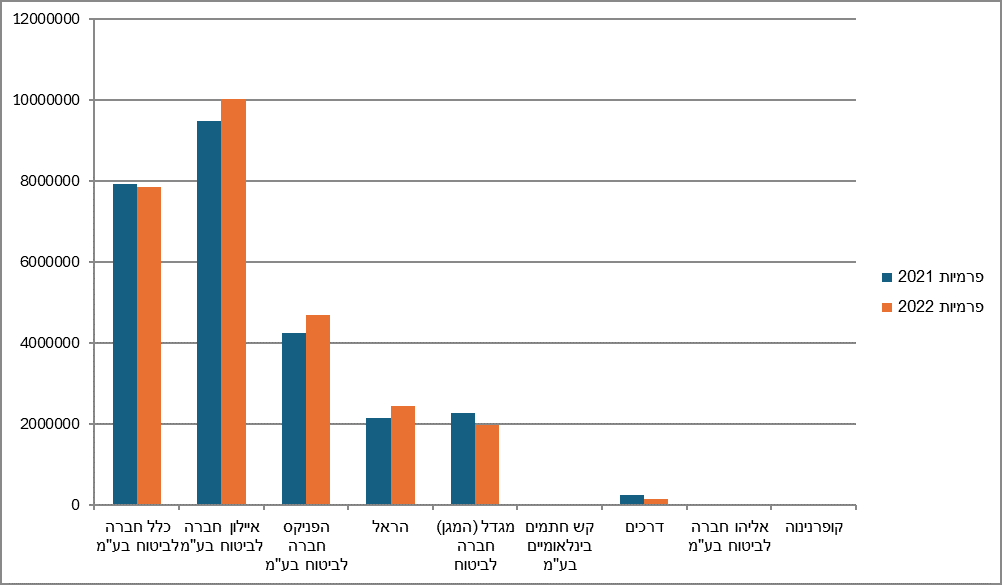 12000000
10000000
8000000
6000000
4000000
2000000
0
כלל חברה
לביטוח בע"מ
איילון חברה
לביטוח בע"מ
הפניקס
חברה
לביטוח בע"מ
הראל
מגדל (המגן)
חברה
לביטוח
קש חתמים
בינלאומיים
בע"מ
דרכים
אליהו חברה
לביטוח בע"מ
קופרנינוה
פרמיות 2021
פרמיות 2022